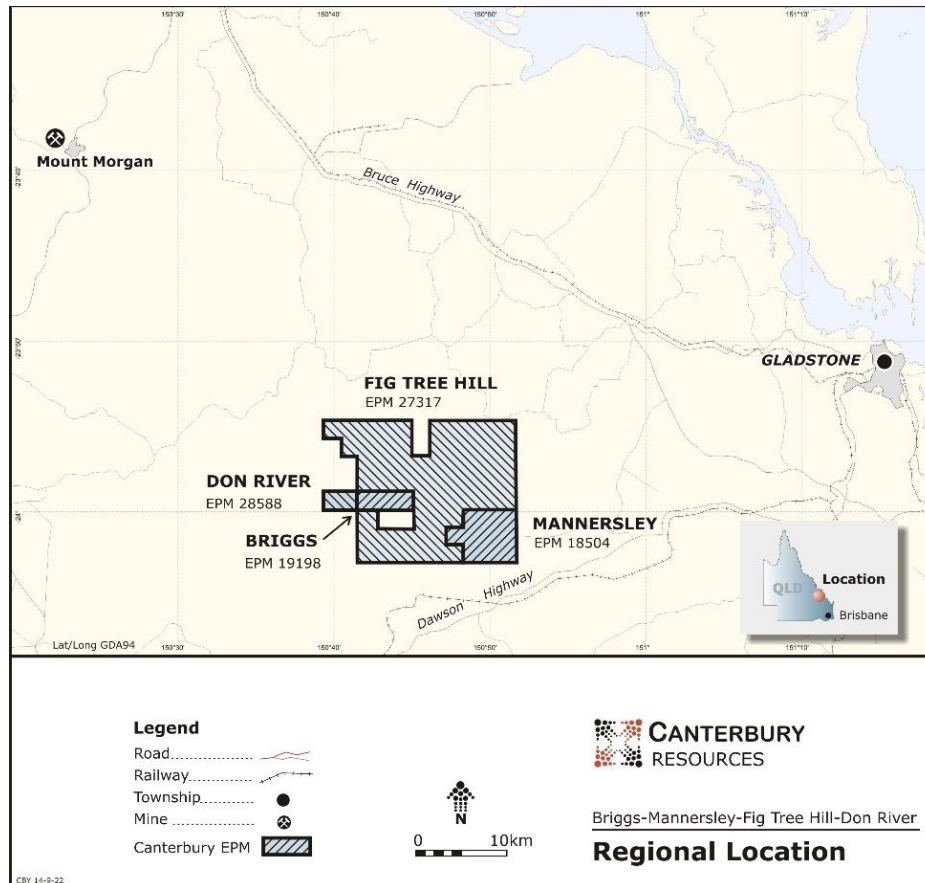 153°30'
150°40'
150°50'
151°
151°10'
Mount Morgan
-23°40'
Bruce Highway
-23°50'
GLADSTONE
FIG TREE HILL
EPM 27317
DON RIVER
EPM 28588
-24°
BRIGGS
EPM 19198
MANNERSLEY
EPM 18504
Dawson Highway
QLD
Location
Brisbane
Lat/Long GDA94
153°30'
150°40'
150°50'
151°
151°10'
Legend
Road
Railway
Township
Mine
Canterbury EPM
N
0 10km
CANTERBURY
RESOURCES
Briggs-Mannersley-Fig Tree Hill-Don River
Regional Location
CBY 14-9-22